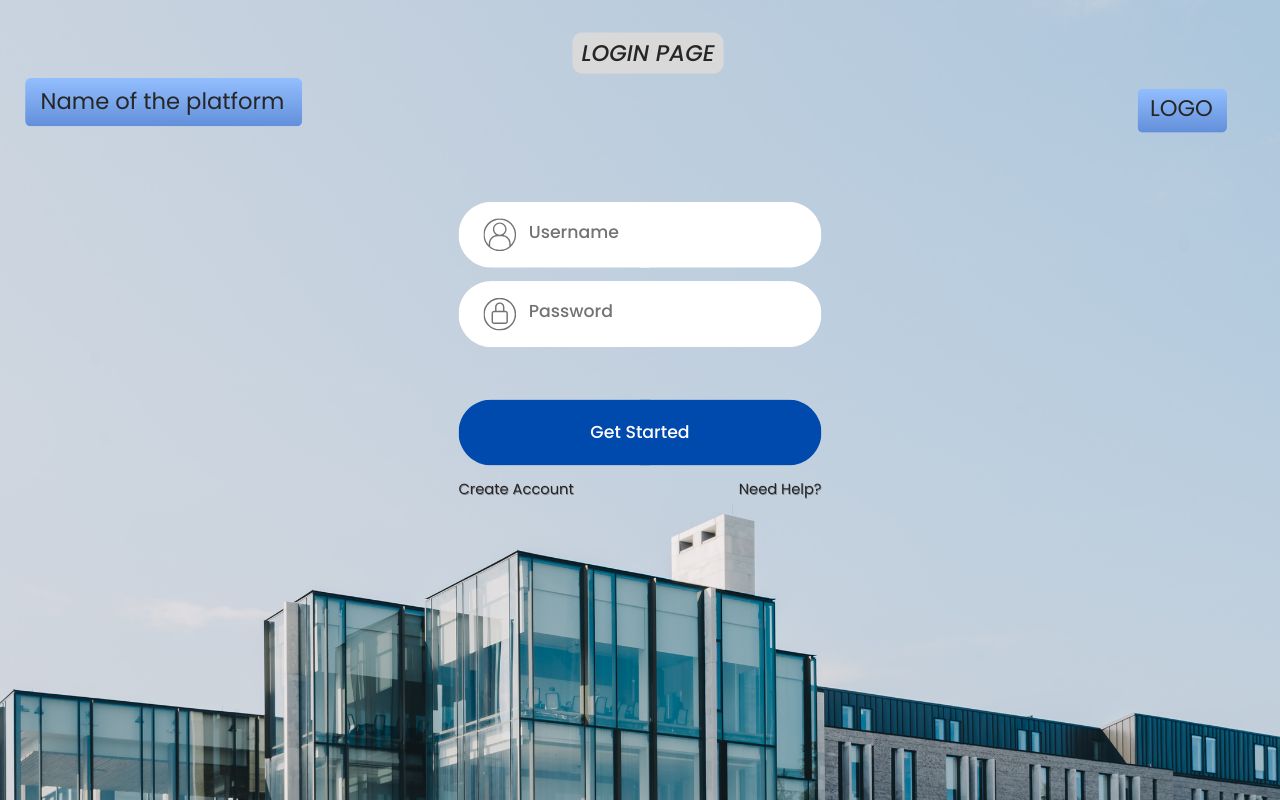 LOGIN PAGE
Name of the platform
LOGO
Username
Password
Get Started
Create Account
Need Help?